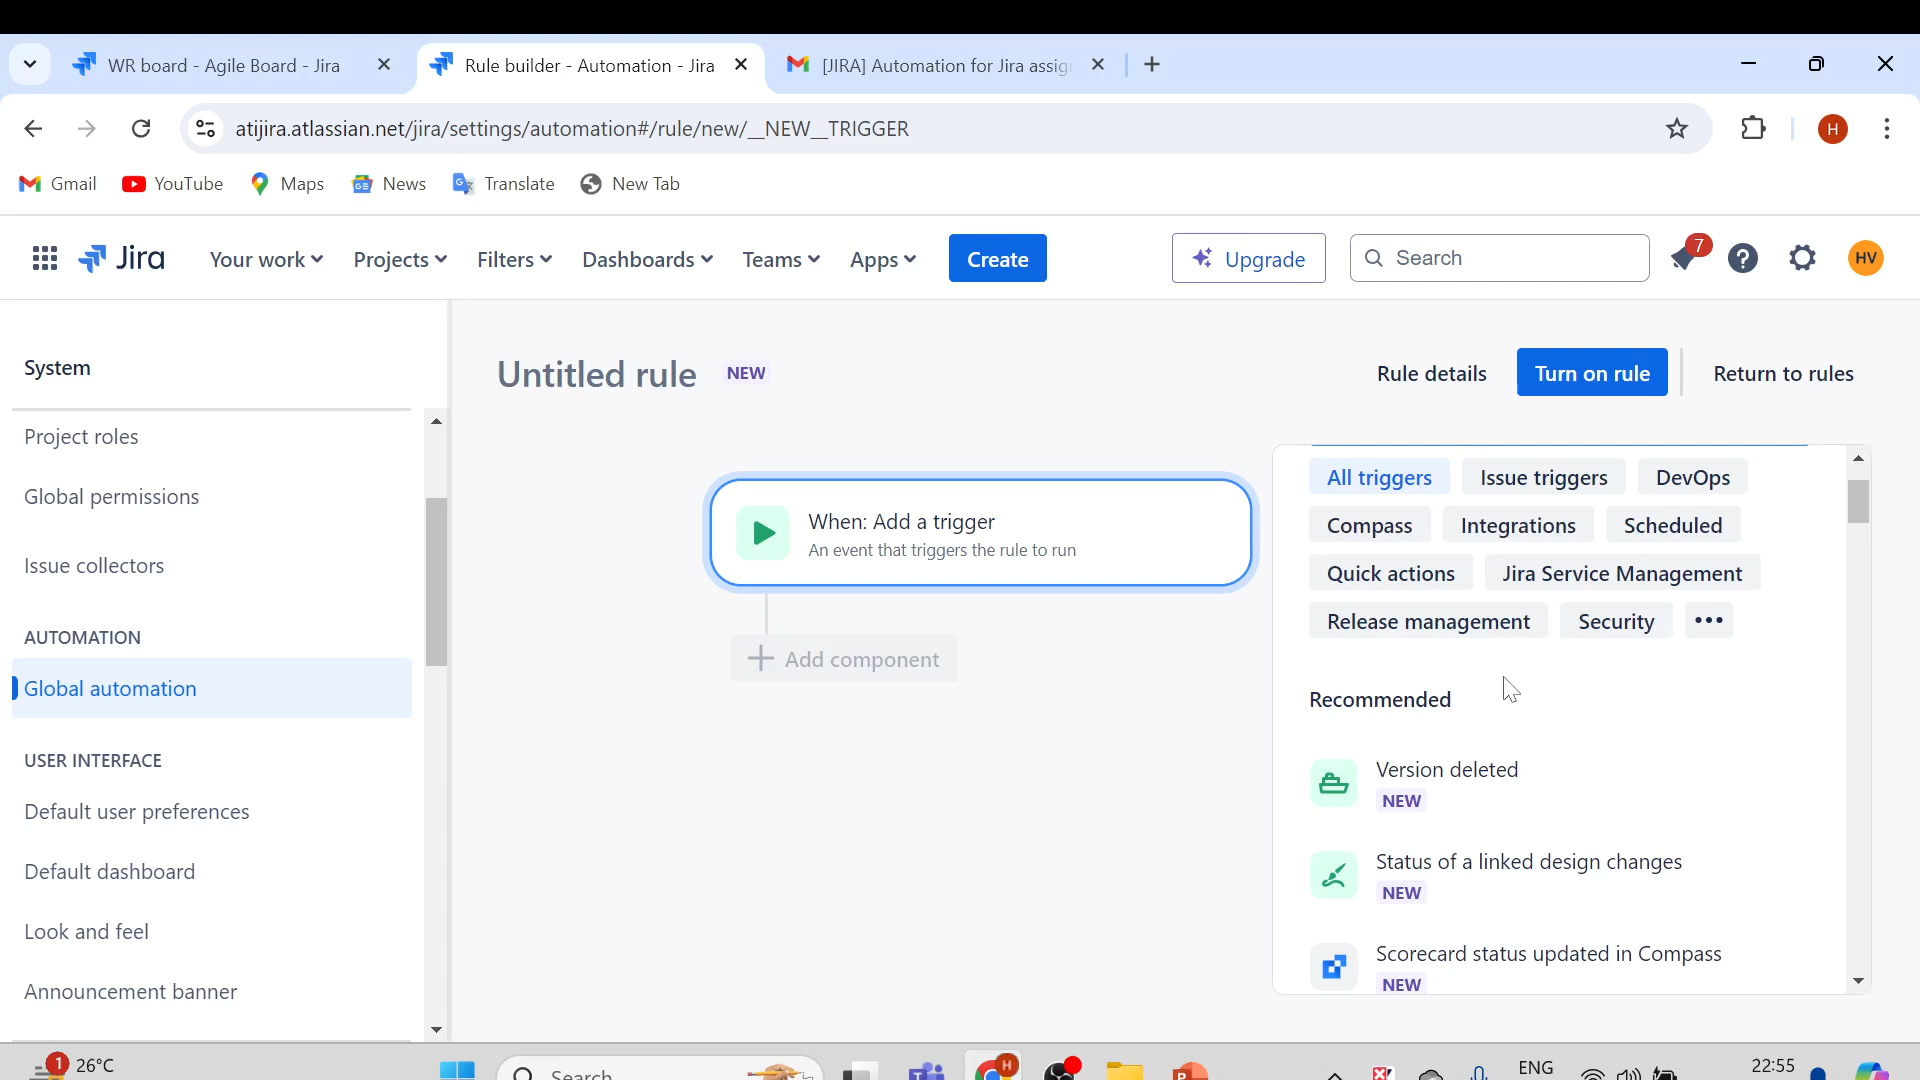 WR board - Agile Board - Jira
Rule builder - Automation - Jira
[JIRA] Automation for Jira assig
atijira.atlassian.net/jira/settings/automation#/rule/new/__NEW__TRIGGER
H
Gmail
YouTube
Maps
News
Translate
New Tab
Jira
Your work
Projects
Filters
Dashboards
Teams
Apps
Create
Upgrade
Search
7
HV
System
Project roles
Global permissions
Issue collectors
AUTOMATION
Global automation
USER INTERFACE
Default user preferences
Default dashboard
Look and feel
Announcement banner
Untitled rule NEW
Rule details
Turn on rule
Return to rules
When: Add a trigger
An event that triggers the rule to run
Add component
All triggers
Issue triggers
DevOps
Compass
Integrations
Scheduled
Quick actions
Jira Service Management
Release management
Security
Recommended
Version deleted
NEW
Status of a linked design changes
NEW
Scorecard status updated in Compass
NEW
1
26°C
Search
H
ENG
22:55